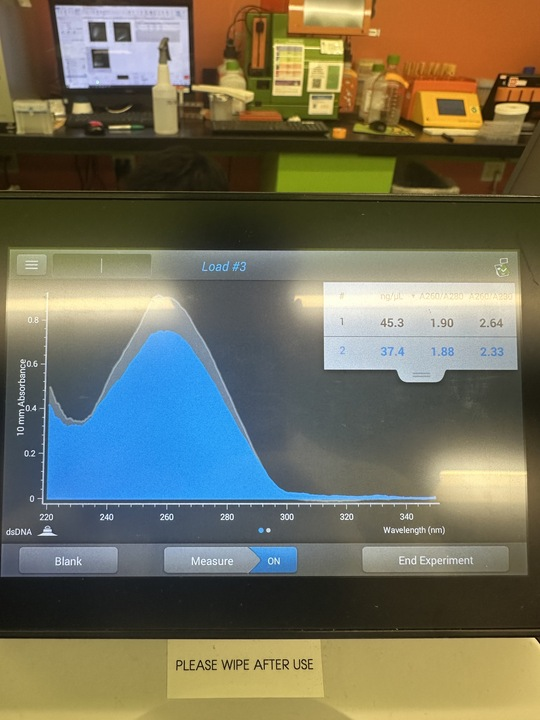 Load #3
# ng/µL A260/A280 A260/A230
1 45.3 1.90 2.64
2 37.4 1.88 2.33
10 mm Absorbance
0.8
0.6
0.4
0.2
0
220 240 260 280 300 320 340
dsDNA
Wavelength (nm)
Blank
Measure ON
End Experiment
PLEASE WIPE AFTER USE